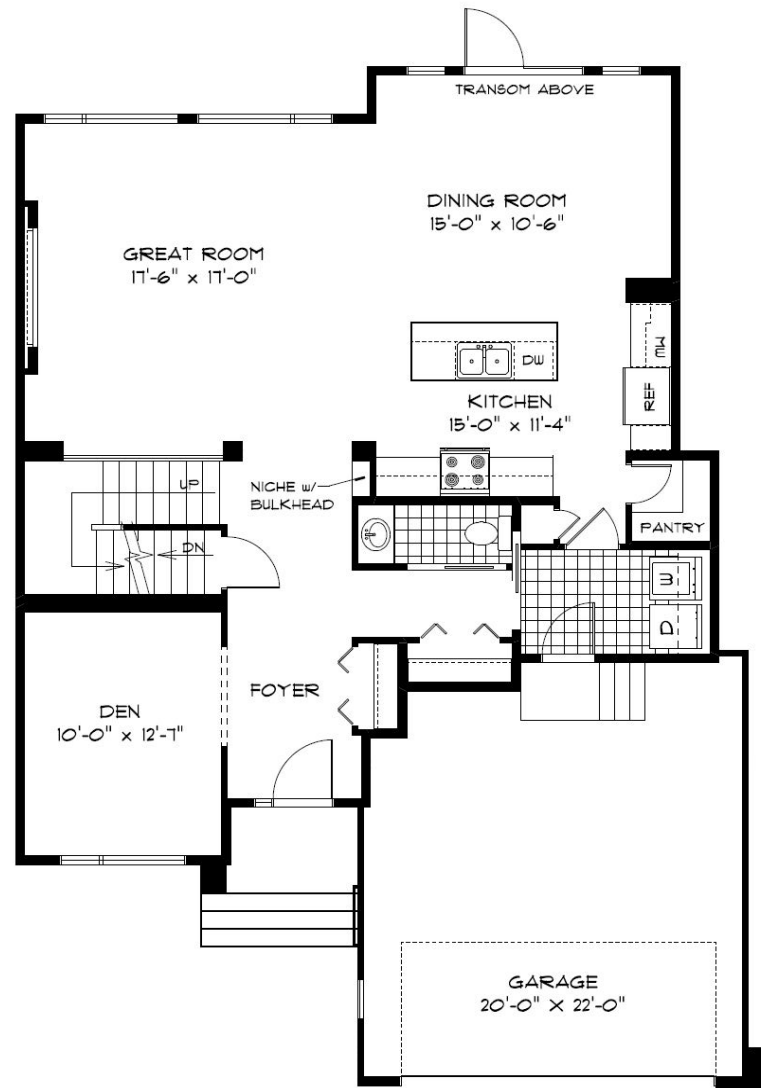 TRANSOM ABOVE
DINING ROOM
15'-0" x 10'-6"
GREAT ROOM
17'-6" x 17'-0"
MW
DW
REF
KITCHEN
15'-0" x 11'-4"
UP
NICHE w/
BULKHEAD
PANTRY
DN
W
D
FOYER
DEN
10'-0" x 12'-7"
GARAGE
20'-0" X 22'-0"